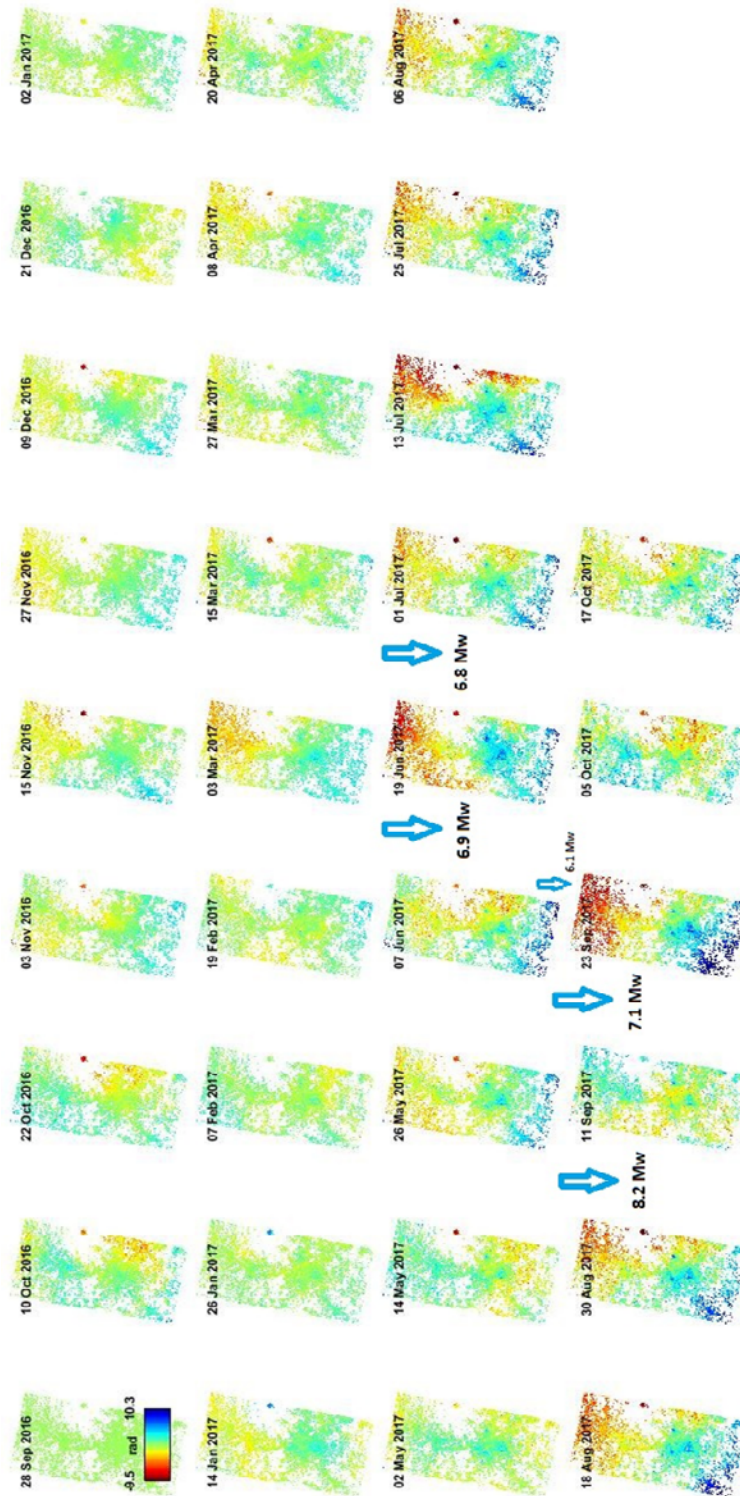 28 Sep 2016
10 Oct 2016
22 Oct 2016
03 Nov 2016
15 Nov 2016
27 Nov 2016
09 Dec 2016
21 Dec 2016
02 Jan 2017
-9.5 rad 10.3
14 Jan 2017
26 Jan 2017
07 Feb 2017
19 Feb 2017
03 Mar 2017
15 Mar 2017
27 Mar 2017
08 Apr 2017
20 Apr 2017
02 May 2017
14 May 2017
26 May 2017
07 Jun 2017
19 Jun 2017
01 Jul 2017
13 Jul 2017
25 Jul 2017
06 Aug 2017
6.9 Mw
6.8 Mw
6.1 Mw
18 Aug 2017
30 Aug 2017
11 Sep 2017
23 Sep 2017
05 Oct 2017
17 Oct 2017
8.2 Mw
7.1 Mw